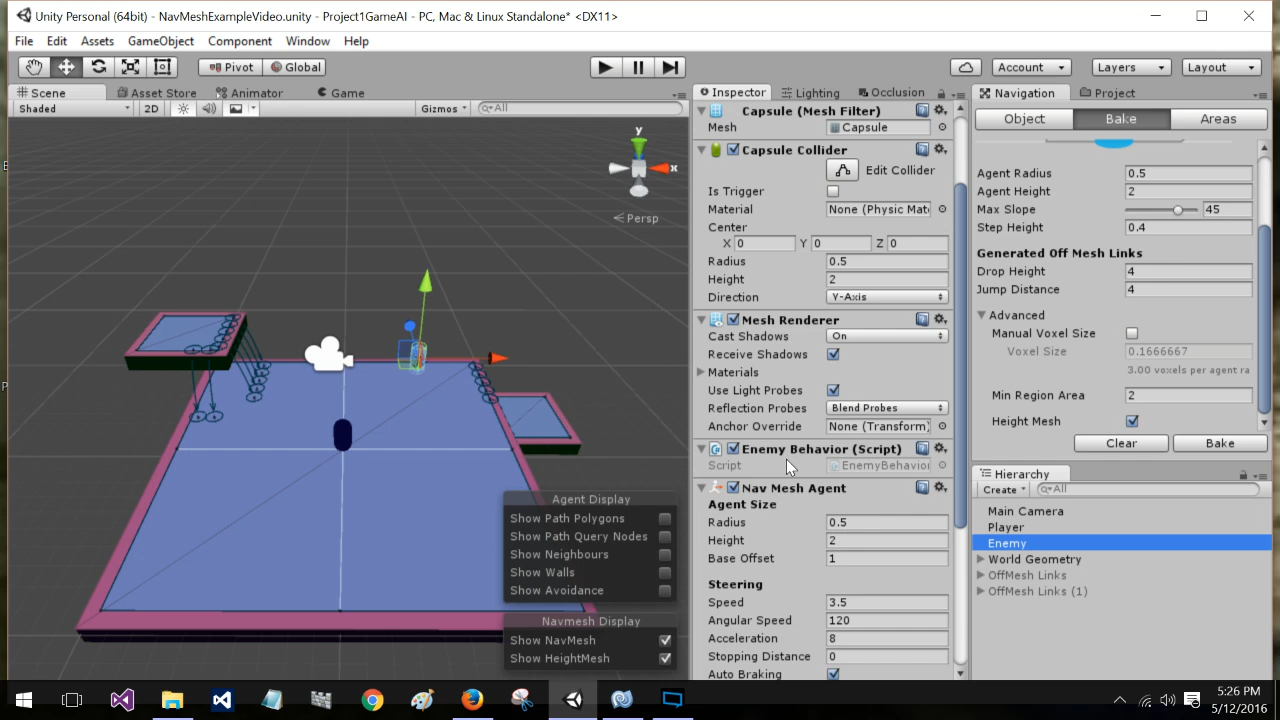 Unity Personal (64bit) - NavMeshExampleVideo.unity - Project1GameAI - PC, Mac & Linux Standalone* <DX11>
File Edit Assets GameObject Component Window Help
Pivot Global Account Layers Layout
Scene Asset Store Animator Game
Shaded 2D Gizmos All
y
x
Persp
Agent Display
Show Path Polygons
Show Path Query Nodes
Show Neighbours
Show Walls
Show Avoidance
Navmesh Display
Show NavMesh
Show HeightMesh
Inspector Lighting Occlusion
Capsule (Mesh Filter)
Mesh Capsule
Capsule Collider
Edit Collider
Is Trigger
Material None (Physic Mat
Center
X 0 Y 0 Z 0
Radius 0.5
Height 2
Direction Y-Axis
Mesh Renderer
Cast Shadows On
Receive Shadows
Materials
Use Light Probes
Reflection Probes Blend Probes
Anchor Override None (Transform)
Enemy Behavior (Script)
Script EnemyBehavior
Nav Mesh Agent
Agent Size
Radius 0.5
Height 2
Base Offset 1
Steering
Speed 3.5
Angular Speed 120
Acceleration 8
Stopping Distance 0
Auto Braking
Navigation Project
Object Bake Areas
Agent Radius 0.5
Agent Height 2
Max Slope 45
Step Height 0.4
Generated Off Mesh Links
Drop Height 4
Jump Distance 4
Advanced
Manual Voxel Size
Voxel Size 0.1666667
3.00 voxels per agent ra
Min Region Area 2
Height Mesh
Clear Bake
Hierarchy
Create All
Main Camera
Player
Enemy
World Geometry
OffMesh Links
OffMesh Links (1)
5:26 PM
5/12/2016